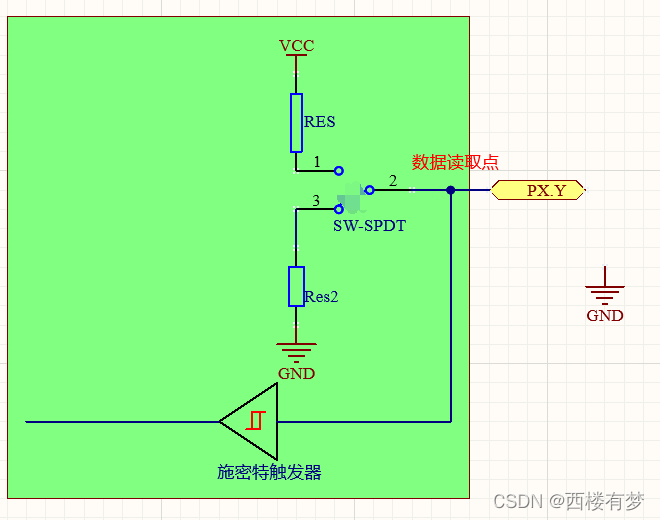 VCC
RES
1
数据读取点
2
PX.Y
3
SW-SPDT
Res2
GND
GND
施密特触发器
CSDN @西楼有梦